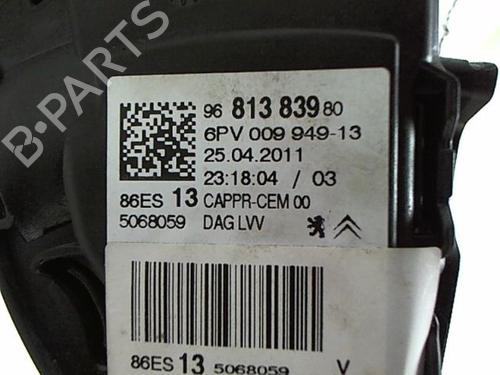 96 813 839 80
6PV 009 949-13
25.04.2011
23:18:04 / 03
86ES 13 CAPPR-CEM 00
5068059 DAG LVV
86ES 13 5068059 V